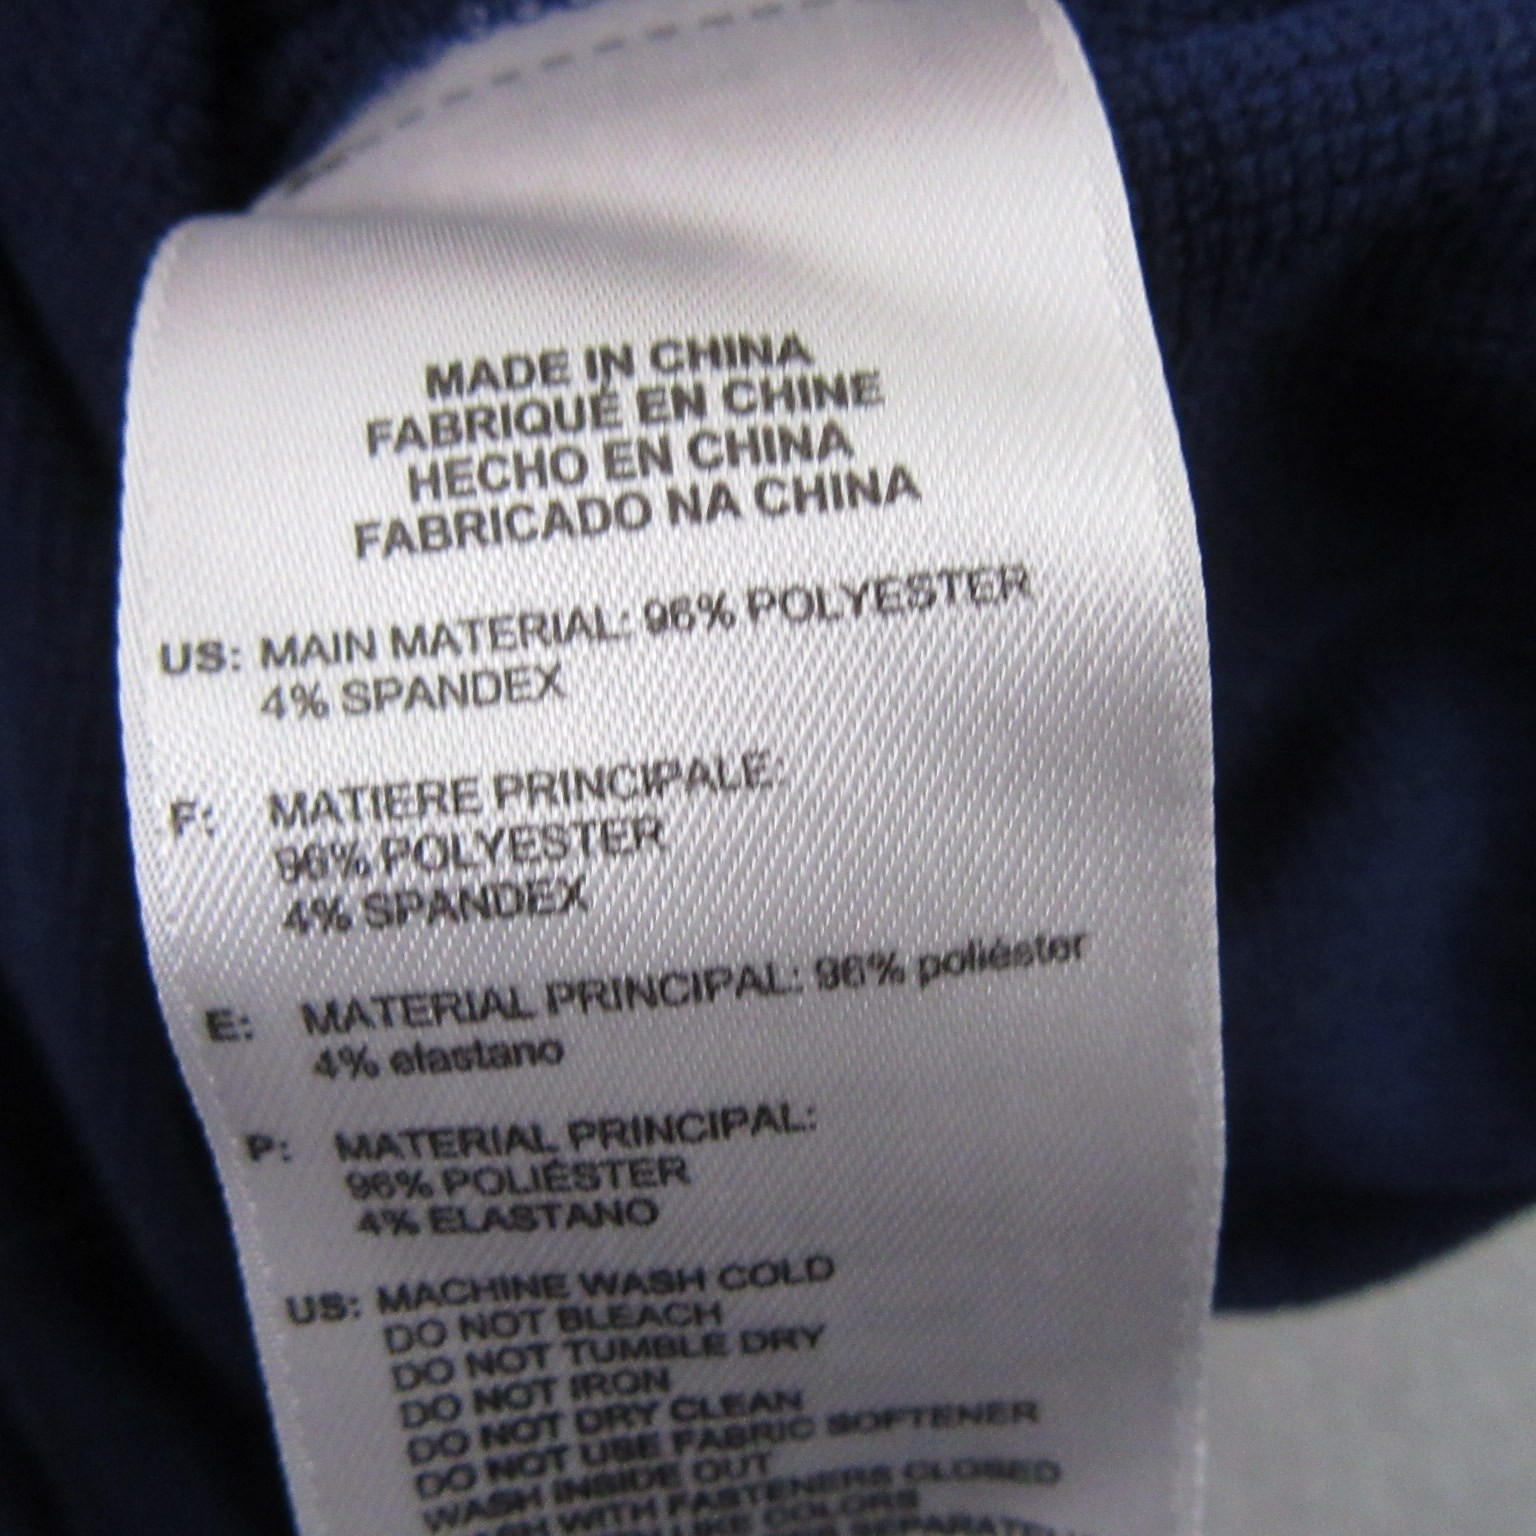 MADE IN CHINA
FABRIQUÉ EN CHINE
HECHO EN CHINA
FABRICADO NA CHINA
US: MAIN MATERIAL: 96% POLYESTER
4% SPANDEX
F: MATIERE PRINCIPALE:
96% POLYESTER
4% SPANDEX
E: MATERIAL PRINCIPAL: 96% poliéster
4% elastano
P: MATERIAL PRINCIPAL:
96% POLIÉSTER
4% ELASTANO
US: MACHINE WASH COLD
DO NOT BLEACH
DO NOT TUMBLE DRY
DO NOT IRON
DO NOT DRY CLEAN
DO NOT USE FABRIC SOFTENER
WASH INSIDE OUT
WITH FASTENERS CLOSED
LIKE COLORS